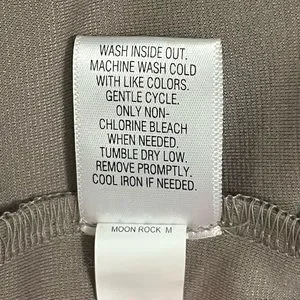 WASH INSIDE OUT.
MACHINE WASH COLD
WITH LIKE COLORS.
GENTLE CYCLE.
ONLY NON-
CHLORINE BLEACH
WHEN NEEDED.
TUMBLE DRY LOW.
REMOVE PROMPTLY.
COOL IRON IF NEEDED.
MOON ROCK M